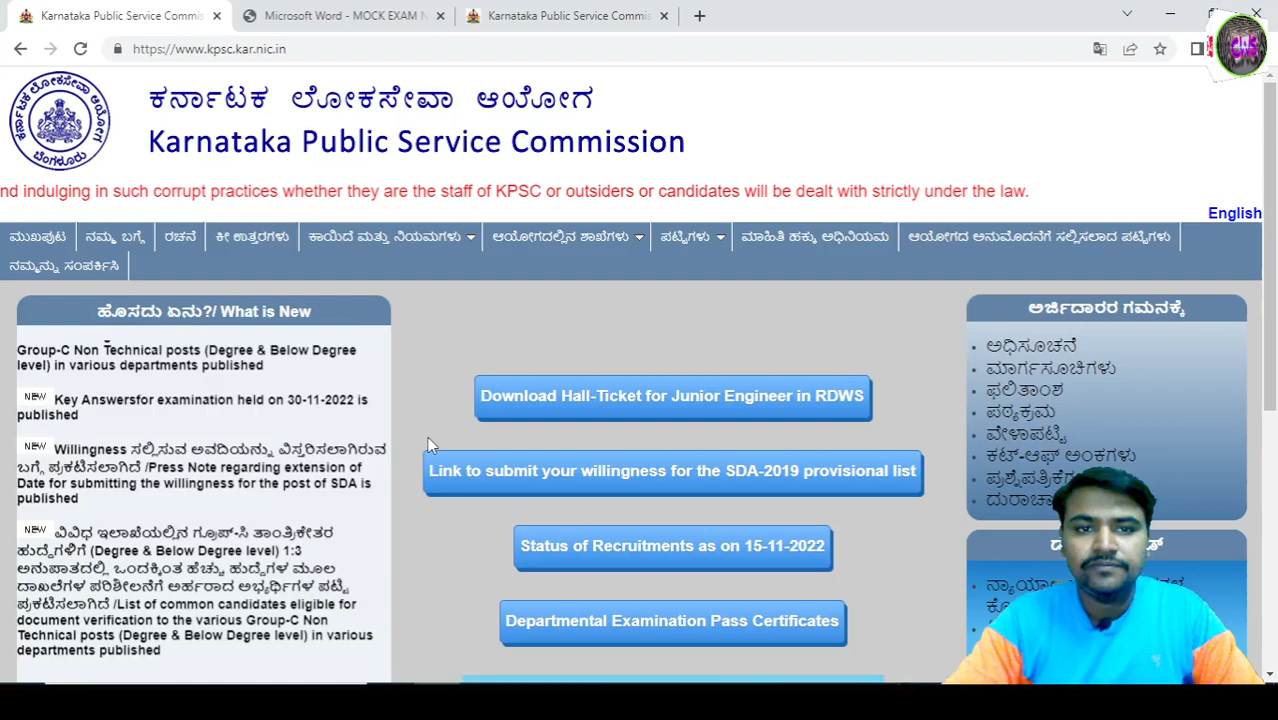 Karnataka Public Service Commis
Microsoft Word - MOCK EXAM N
Karnataka Public Service Commis
https://www.kpsc.kar.nic.in
ಕರ್ನಾಟಕ ಲೋಕಸೇವಾ ಆಯೋಗ
Karnataka Public Service Commission
ಬೆಂಗಳೂರು
nd indulging in such corrupt practices whether they are the staff of KPSC or outsiders or candidates will be dealt with strictly under the law.
English
ಮುಖಪುಟ ನಮ್ಮ ಬಗ್ಗೆ ರಚನೆ ಕೀ ಉತ್ತರಗಳು ಕಾಯಿದೆ ಮತ್ತು ನಿಯಮಗಳು ಆಯೋಗದಲ್ಲಿನ ಶಾಖೆಗಳು ಪಟ್ಟಿಗಳು ಮಾಹಿತಿ ಹಕ್ಕು ಅಧಿನಿಯಮ ಆಯೋಗದ ಅನುಮೊದನೆಗೆ ಸಲ್ಲಿಸಲಾದ ಪಟ್ಟಿಗಳು
ನಮ್ಮನ್ನು ಸಂಪರ್ಕಿಸಿ
ಹೊಸದು ಏನು?/ What is New
Group-C Non Technical posts (Degree & Below Degree
level) in various departments published
NEW Key Answersfor examination held on 30-11-2022 is
published
NEW Willingness ಸಲ್ಲಿಸುವ ಅವದಿಯನ್ನು ವಿಸ್ತರಿಸಲಾಗಿರುವ
ಬಗ್ಗೆ ಪ್ರಕಟಿಸಲಾಗಿದೆ /Press Note regarding extension of
Date for submitting the willingness for the post of SDA is
published
NEW ವಿವಿಧ ಇಲಾಖೆಯಲ್ಲಿನ ಗ್ರೂಪ್-ಸಿ ತಾಂತ್ರಿಕೇತರ
ಹುದ್ದೆಗಳಿಗೆ (Degree & Below Degree level) 1:3
ಅನುಪಾತದಲ್ಲಿ ಒಂದಕ್ಕಿಂತ ಹೆಚ್ಚು ಹುದ್ದೆಗಳ ಮೂಲ
ದಾಖಲೆಗಳ ಪರಿಶೀಲನೆಗೆ ಅರ್ಹರಾದ ಅಭ್ಯರ್ಥಿಗಳ ಪಟ್ಟಿ
ಪ್ರಕಟಿಸಲಾಗಿದೆ /List of common candidates eligible for
document verification to the various Group-C Non
Technical posts (Degree & Below Degree level) in various
departments published
Download Hall-Ticket for Junior Engineer in RDWS
Link to submit your willingness for the SDA-2019 provisional list
Status of Recruitments as on 15-11-2022
Departmental Examination Pass Certificates
ಅರ್ಜಿದಾರರ ಗಮನಕ್ಕೆ
ಅಧಿಸೂಚನೆ
ಮಾರ್ಗಸೂಚಿಗಳು
ಫಲಿತಾಂಶ
ಪಠ್ಯಕ್ರಮ
ವೇಳಾಪಟ್ಟಿ
ಕಟ್-ಆಫ್ ಅಂಕಗಳು